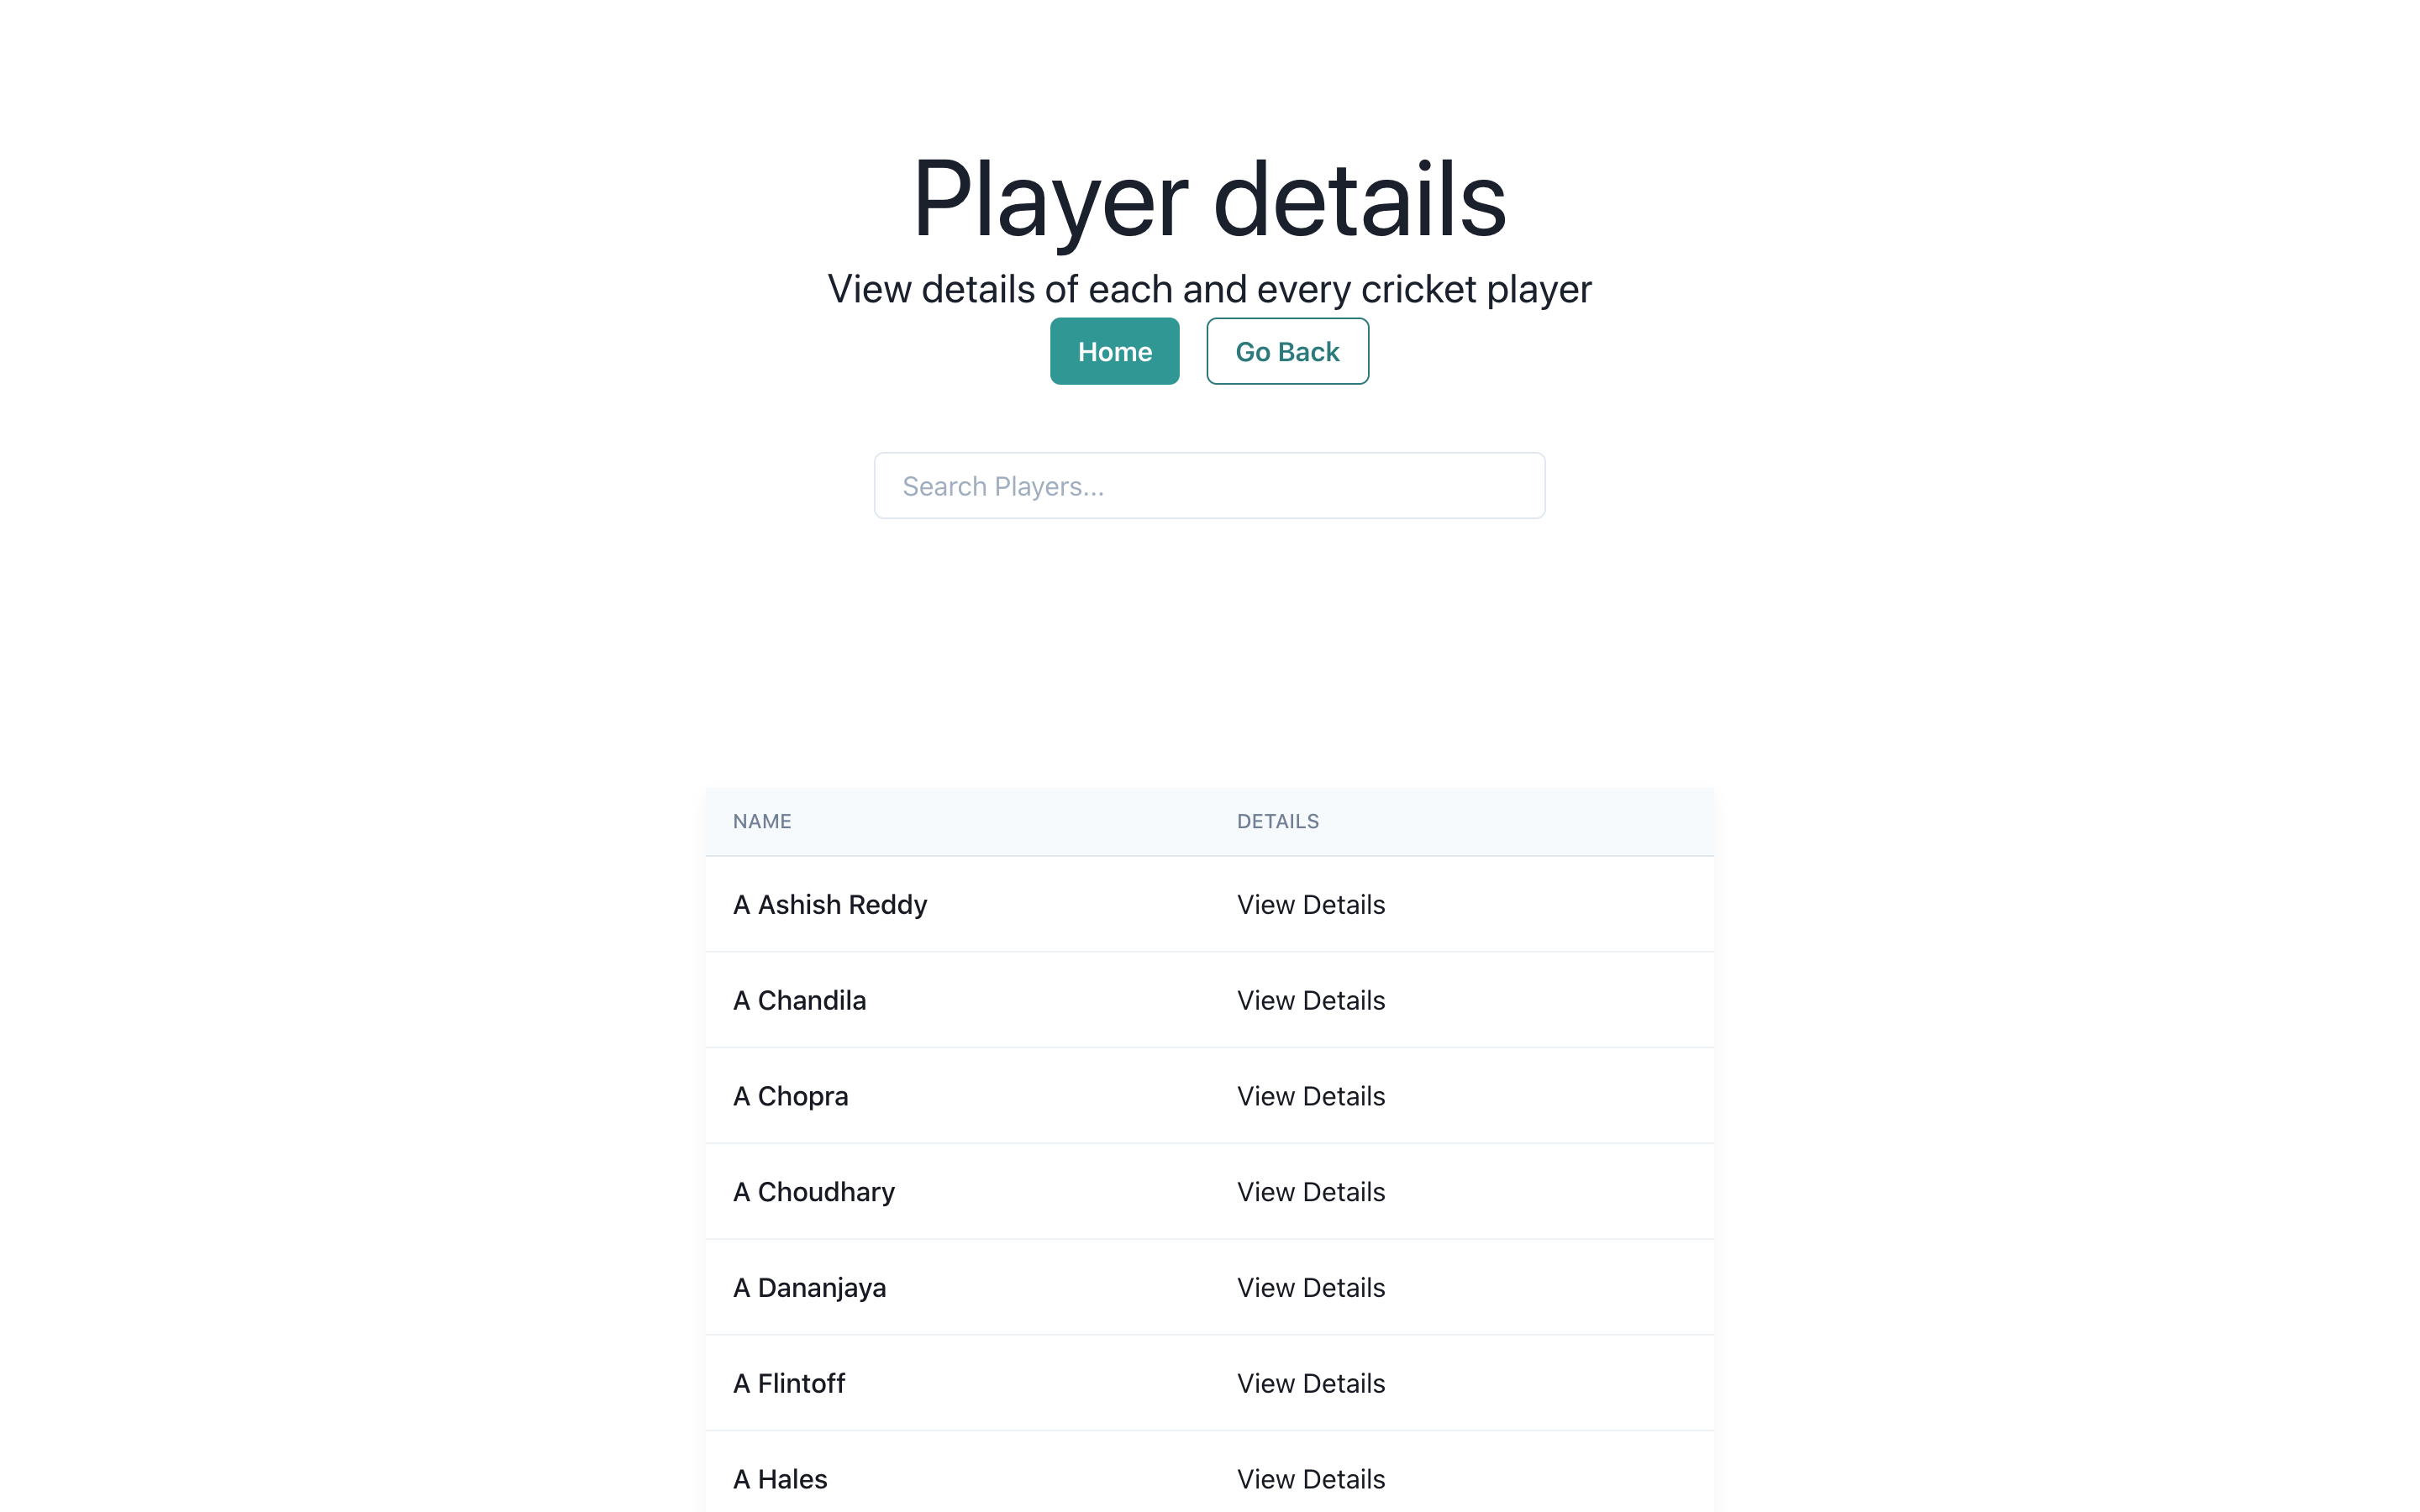 Player details
View details of each and every cricket player
Home Go Back
Search Players...
NAME DETAILS
A Ashish Reddy View Details
A Chandila View Details
A Chopra View Details
A Choudhary View Details
A Dananjaya View Details
A Flintoff View Details
A Hales View Details